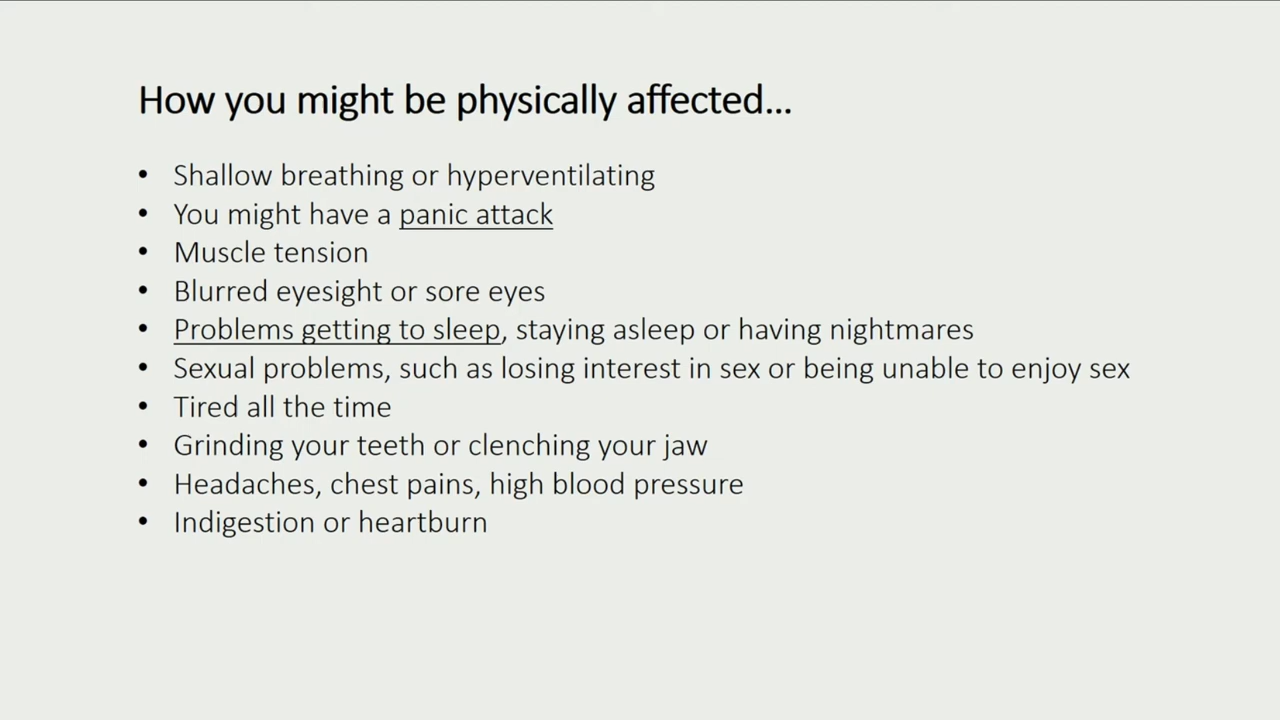 How you might be physically affected...
• Shallow breathing or hyperventilating
• You might have a panic attack
• Muscle tension
• Blurred eyesight or sore eyes
• Problems getting to sleep, staying asleep or having nightmares
• Sexual problems, such as losing interest in sex or being unable to enjoy sex
• Tired all the time
• Grinding your teeth or clenching your jaw
• Headaches, chest pains, high blood pressure
• Indigestion or heartburn